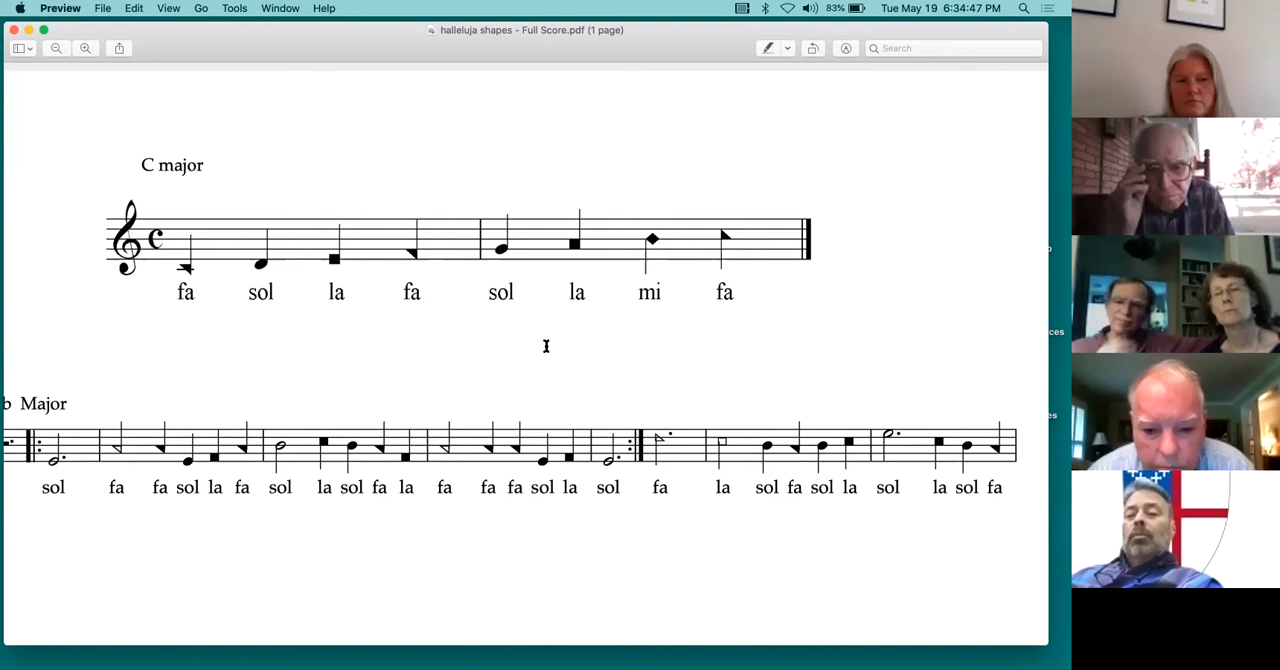 Preview File Edit View Go Tools Window Help 83% Tue May 19 6:34:47 PM
halleluja shapes - Full Score.pdf (1 page)
Search
C major
fa sol la fa sol la mi fa
b Major
sol fa fa sol la fa sol la sol fa la fa fa fa sol la sol fa la sol fa sol la sol la sol fa
ces
es